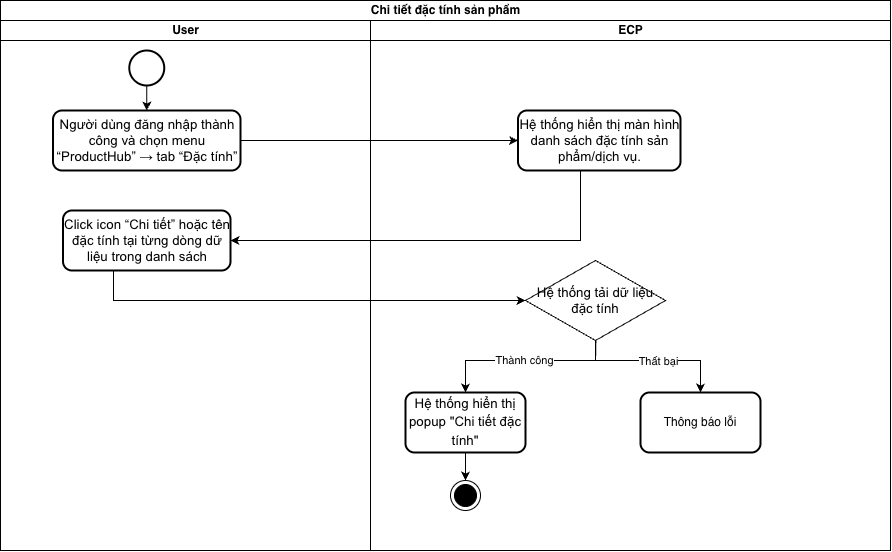 Chi tiết đặc tính sản phẩm
User
ECP
Người dùng đăng nhập thành
công và chọn menu
“ProductHub” → tab “Đặc tính”
Hệ thống hiển thị màn hình
danh sách đặc tính sản
phẩm/dịch vụ.
Click icon “Chi tiết” hoặc tên
đặc tính tại từng dòng dữ
liệu trong danh sách
Hệ thống tải dữ liệu
đặc tính
Thành công
Thất bại
Hệ thống hiển thị
popup "Chi tiết đặc
tính"
Thông báo lỗi